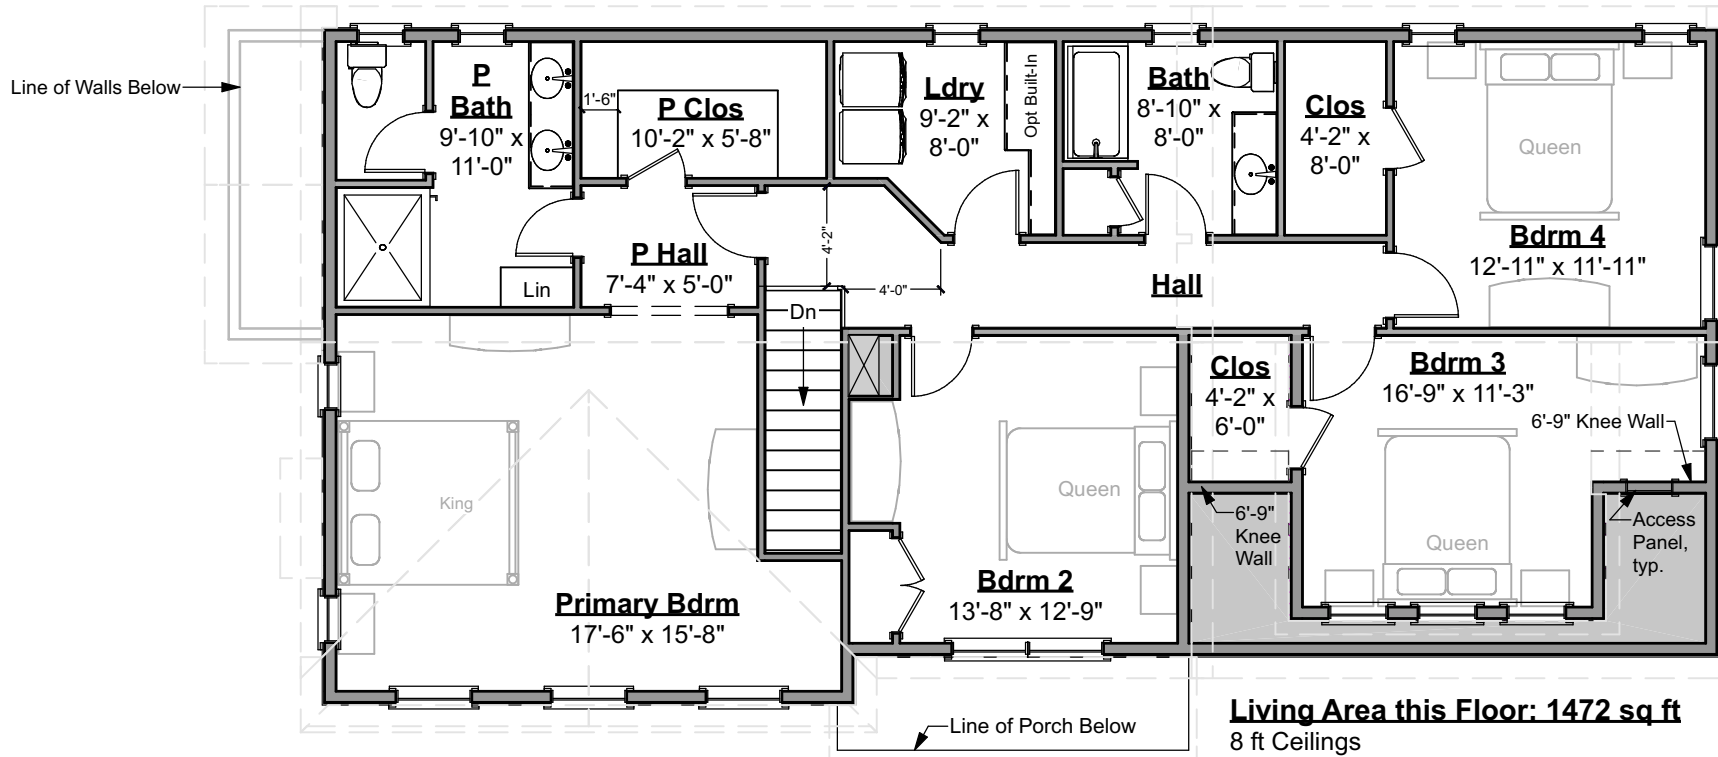 Line of Walls Below
P
Bath
9'-10" x
11'-0"
1'-6"
P Clos
10'-2" x 5'-8"
Ldry
9'-2" x
8'-0"
Opt Built-In
Bath
8'-10" x
8'-0"
Clos
4'-2" x
8'-0"
Queen
Bdrm 4
12'-11" x 11'-11"
P Hall
7'-4" x 5'-0"
Lin
4'-2"
4'-0"
Hall
Dn
Clos
4'-2" x
6'-0"
Bdrm 3
16'-9" x 11'-3"
6'-9" Knee Wall
King
Queen
6'-9"
Knee
Wall
Queen
Access
Panel,
typ.
Primary Bdrm
17'-6" x 15'-8"
Bdrm 2
13'-8" x 12'-9"
Line of Porch Below
Living Area this Floor: 1472 sq ft
8 ft Ceilings